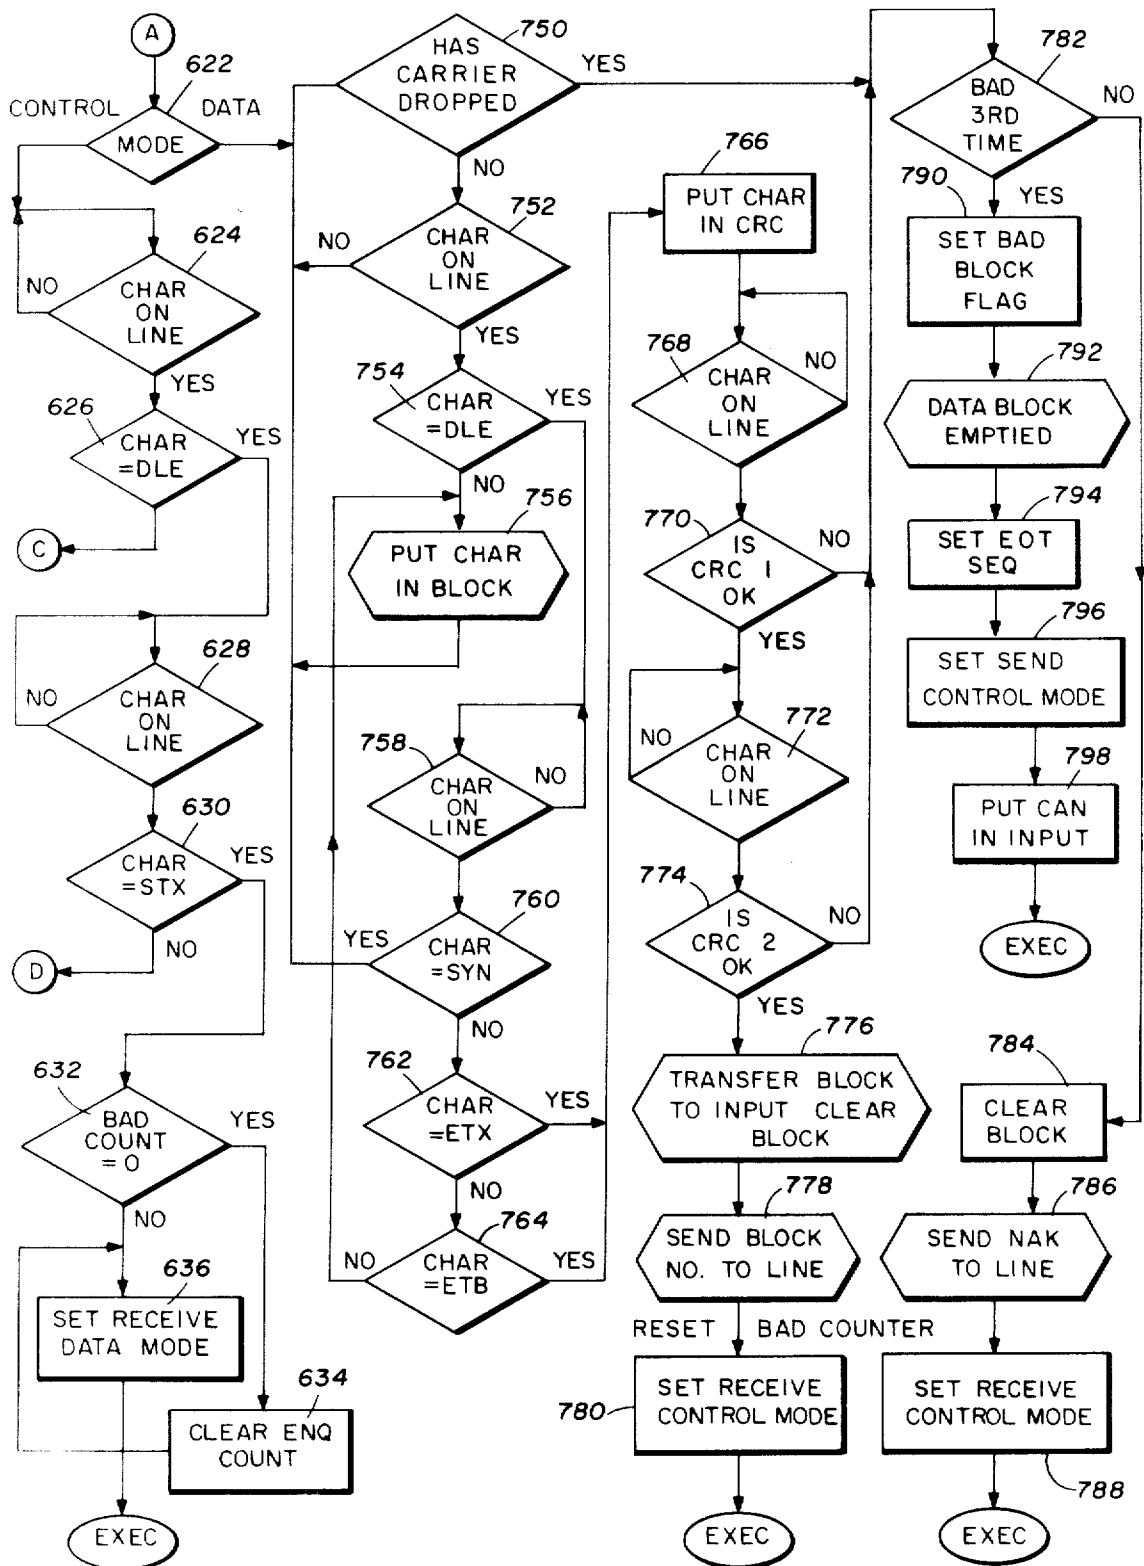 A
622
CONTROL
DATA
MODE
624
NO
CHAR
ON
LINE
YES
626
CHAR
=DLE
YES
C
628
NO
CHAR
ON
LINE
630
CHAR
=STX
YES
NO
D
632
BAD
COUNT
=0
YES
NO
636
SET RECEIVE
DATA MODE
634
CLEAR ENQ
COUNT
EXEC
750
HAS
CARRIER
DROPPED
YES
NO
752
NO
CHAR
ON
LINE
YES
754
CHAR
=DLE
YES
NO
756
PUT CHAR
IN BLOCK
758
CHAR
ON
LINE
NO
760
YES
CHAR
=SYN
NO
762
CHAR
=ETX
YES
NO
764
NO
CHAR
=ETB
YES
766
PUT CHAR
IN CRC
768
NO
CHAR
ON
LINE
770
IS
CRC 1
OK
NO
YES
772
NO
CHAR
ON
LINE
774
IS
CRC 2
OK
NO
YES
776
TRANSFER BLOCK
TO INPUT CLEAR
BLOCK
778
SEND BLOCK
NO. TO LINE
RESET BAD COUNTER
780
SET RECEIVE
CONTROL MODE
EXEC
782
BAD
3RD
TIME
NO
YES
790
SET BAD
BLOCK
FLAG
792
DATA BLOCK
EMPTIED
794
SET EOT
SEQ
796
SET SEND
CONTROL MODE
798
PUT CAN
IN INPUT
EXEC
784
CLEAR
BLOCK
786
SEND NAK
TO LINE
SET RECEIVE
CONTROL MODE
788
EXEC